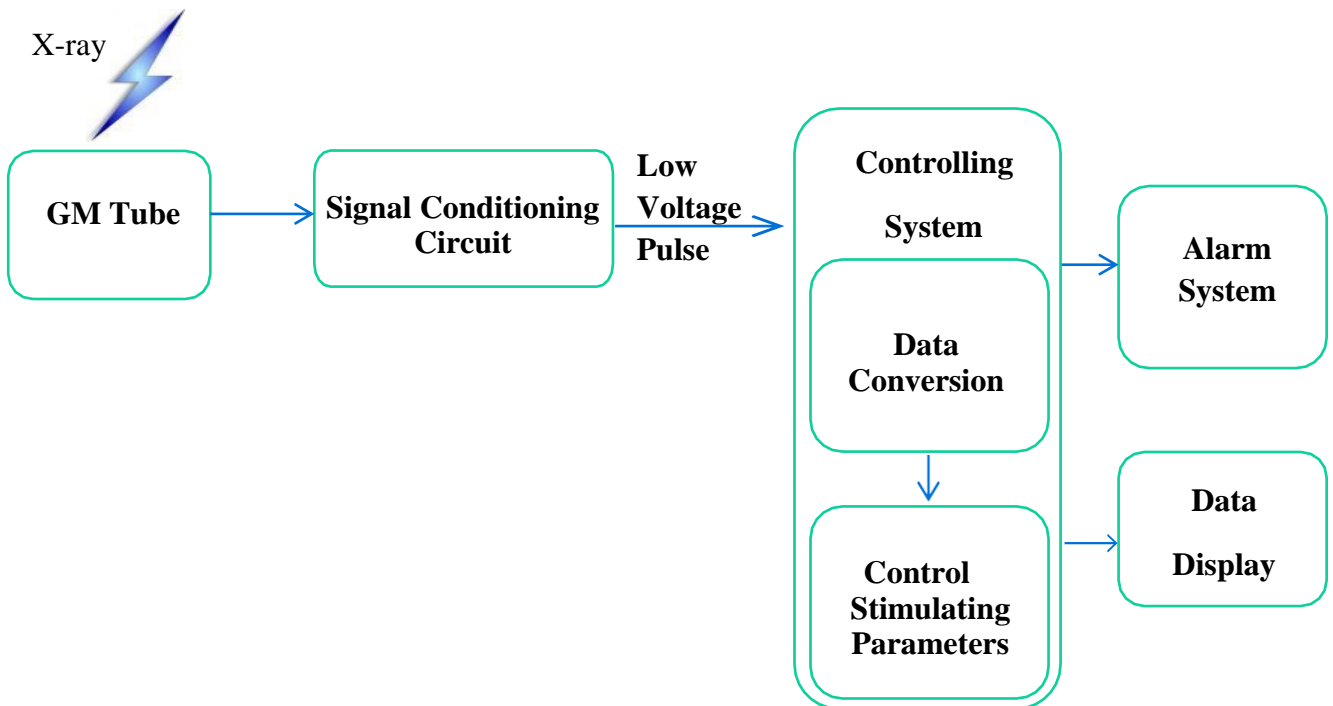 X-ray
GM Tube
Signal Conditioning
Circuit
Low
Voltage
Pulse
Controlling
System
Data
Conversion
Control
Stimulating
Parameters
Alarm
System
Data
Display